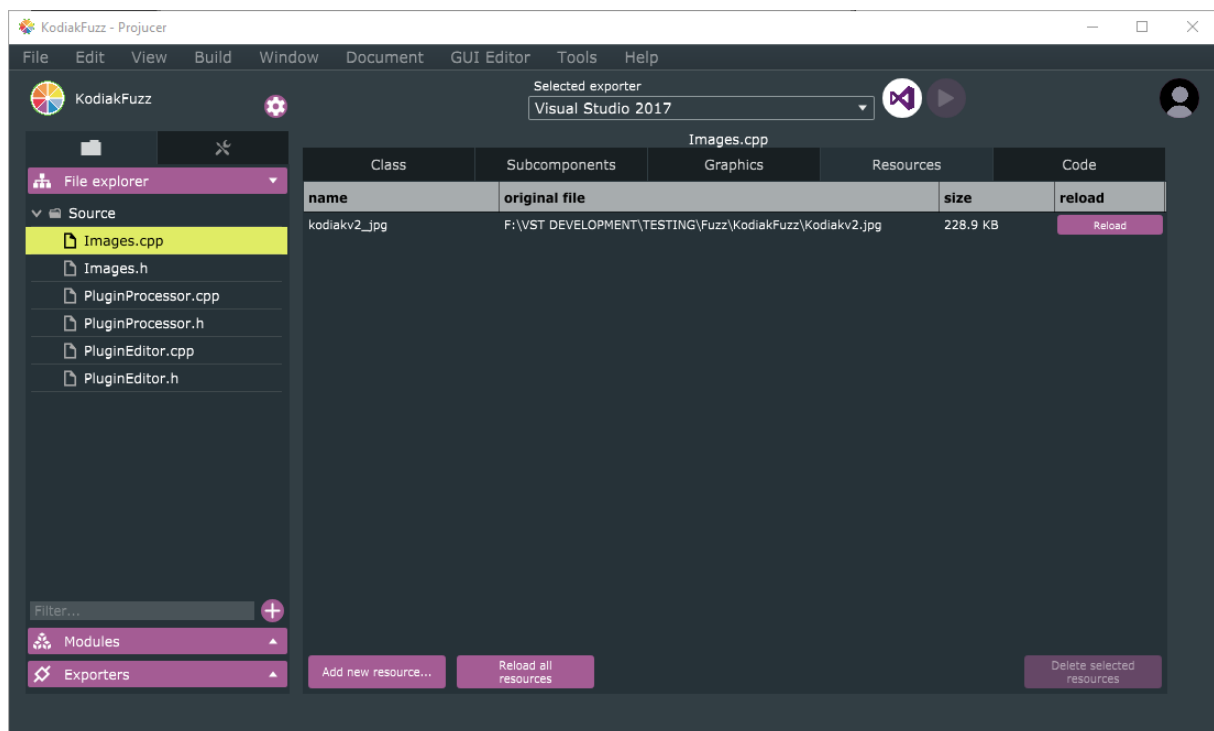 KodiakFuzz - Projucer
File Edit View Build Window Document GUI Editor Tools Help
KodiakFuzz
Selected exporter
Visual Studio 2017
Images.cpp
Class Subcomponents Graphics Resources Code
File explorer
name original file size reload
Source
kodiakv2_jpg F:\VST DEVELOPMENT\TESTING\Fuzz\KodiakFuzz\Kodiakv2.jpg 228.9 KB Reload
Images.cpp
Images.h
PluginProcessor.cpp
PluginProcessor.h
PluginEditor.cpp
PluginEditor.h
Filter...
Modules
Exporters
Add new resource...
Reload all
resources
Delete selected
resources